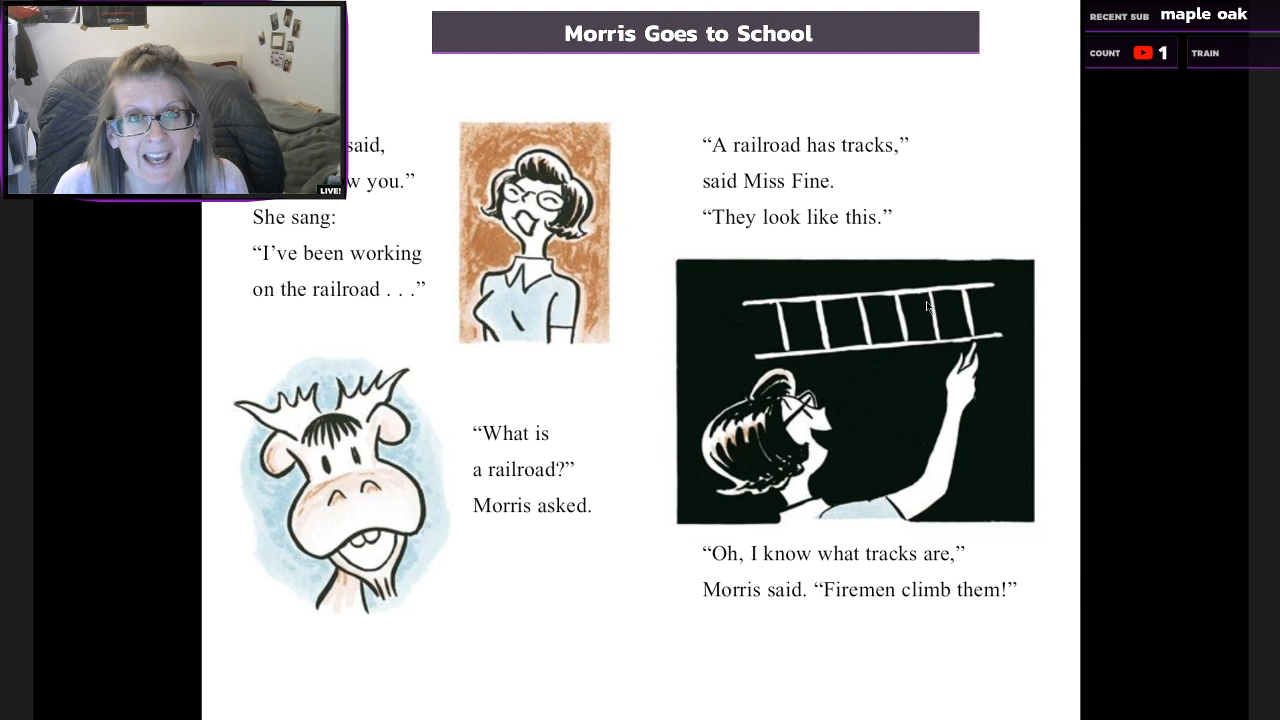 Morris Goes to School
RECENT SUB maple oak
COUNT 1 TRAIN
LIVE!
said,
you.”
She sang:
“I’ve been working
on the railroad . . .”
“What is
a railroad?”
Morris asked.
“A railroad has tracks,”
said Miss Fine.
“They look like this.”
“Oh, I know what tracks are,”
Morris said. “Firemen climb them!”